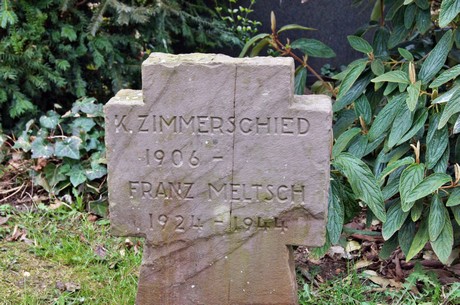 K. ZIMMERSCHIED
1906 -
FRANZ MELTSCH
1924 - 1944